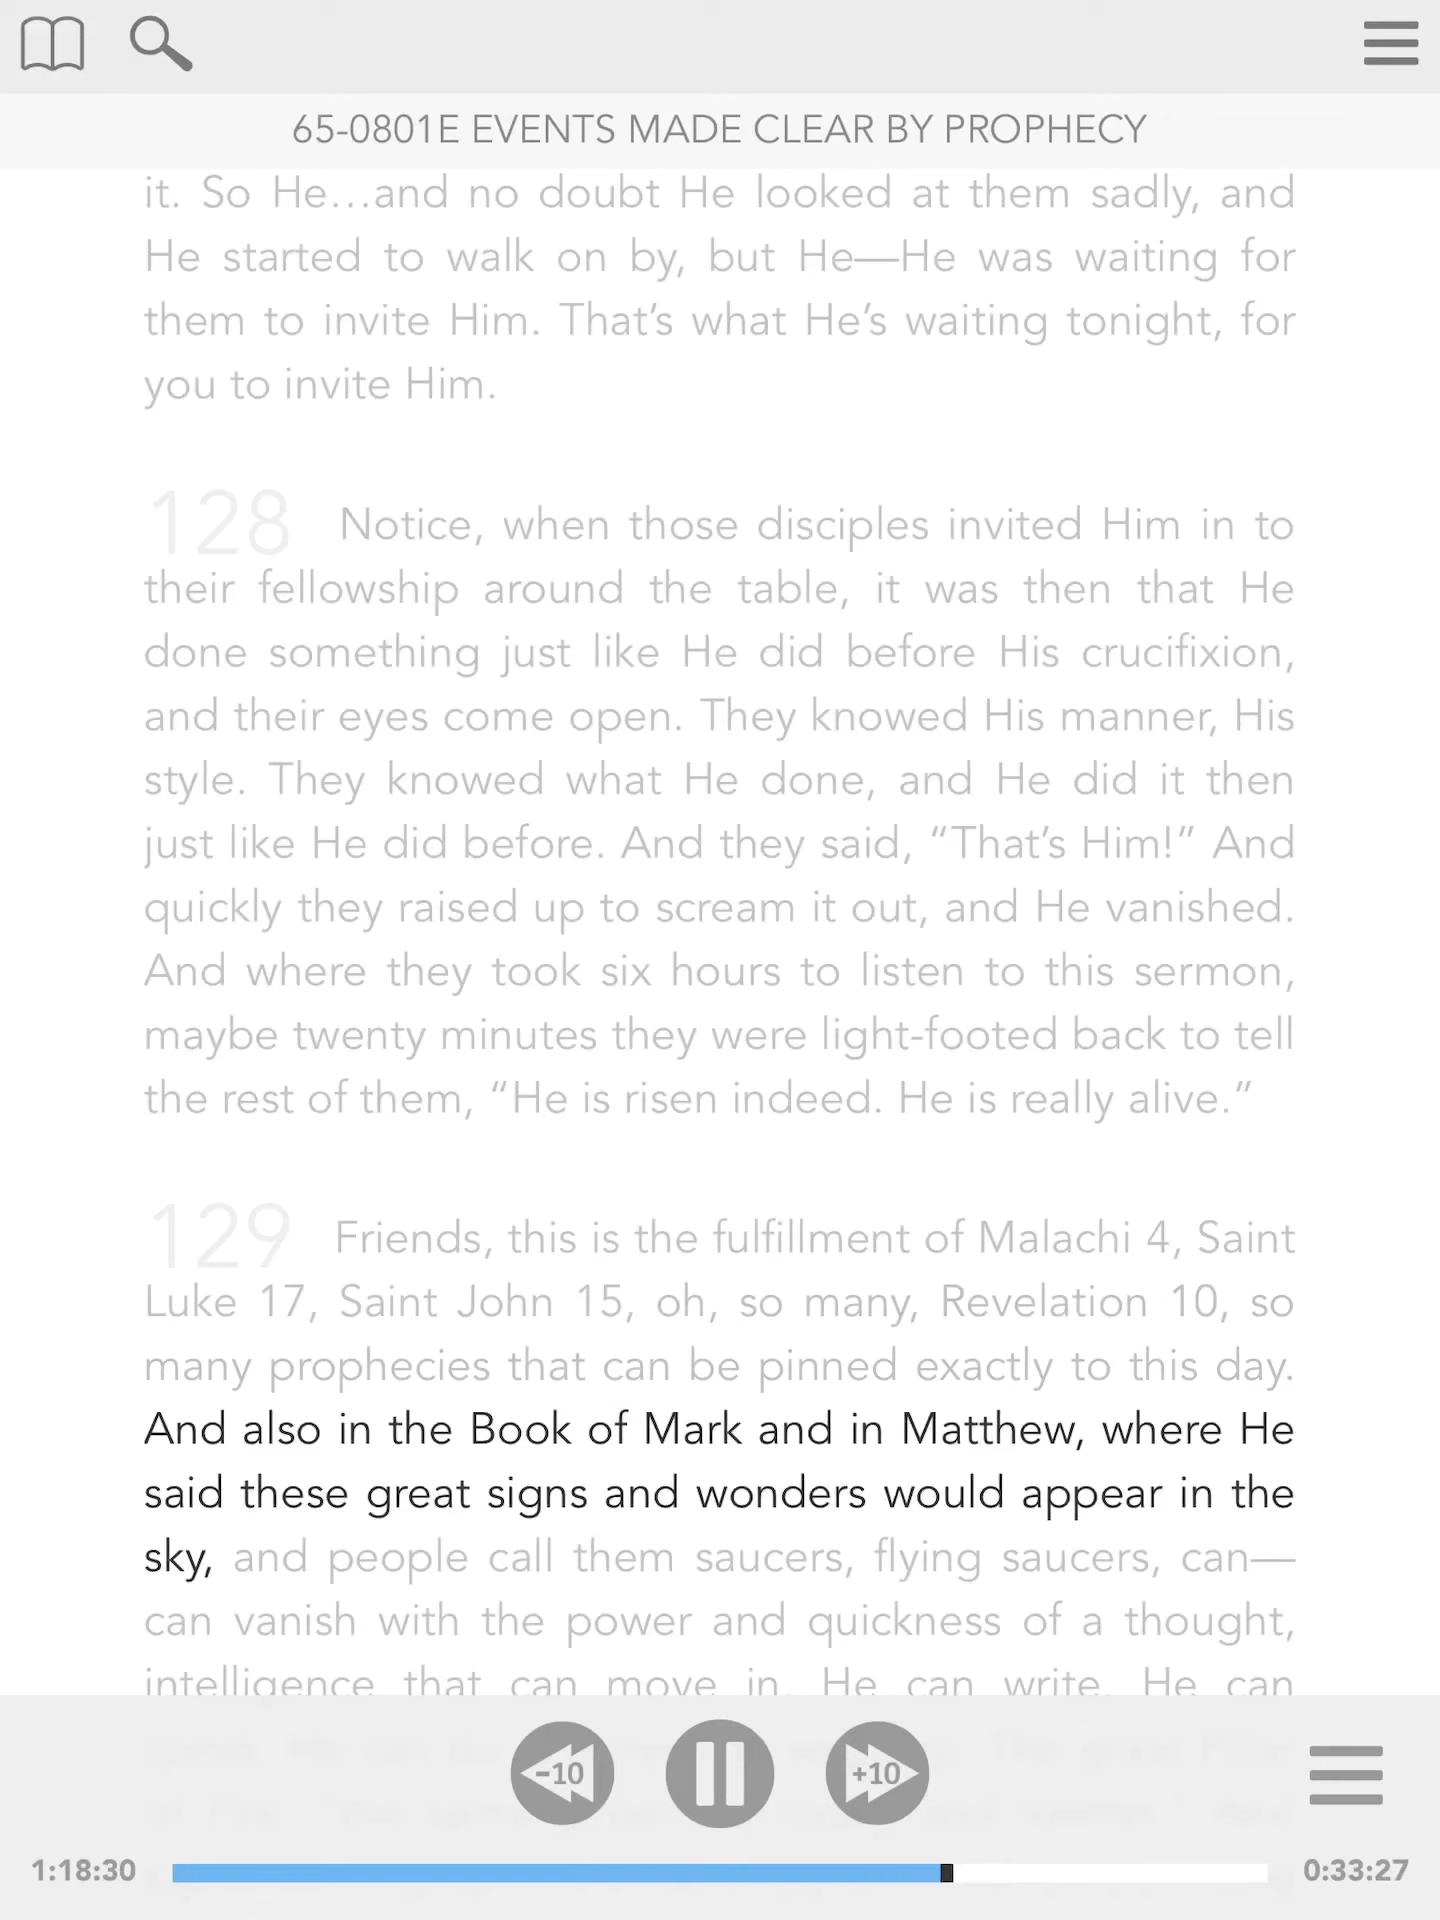 65-0801E EVENTS MADE CLEAR BY PROPHECY
it. So He…and no doubt He looked at them sadly, and
He started to walk on by, but He—He was waiting for
them to invite Him. That’s what He’s waiting tonight, for
you to invite Him.
128 Notice, when those disciples invited Him in to
their fellowship around the table, it was then that He
done something just like He did before His crucifixion,
and their eyes come open. They knowed His manner, His
style. They knowed what He done, and He did it then
just like He did before. And they said, “That’s Him!” And
quickly they raised up to scream it out, and He vanished.
And where they took six hours to listen to this sermon,
maybe twenty minutes they were light-footed back to tell
the rest of them, “He is risen indeed. He is really alive.”
129 Friends, this is the fulfillment of Malachi 4, Saint
Luke 17, Saint John 15, oh, so many, Revelation 10, so
many prophecies that can be pinned exactly to this day.
And also in the Book of Mark and in Matthew, where He
said these great signs and wonders would appear in the
sky, and people call them saucers, flying saucers, can—
can vanish with the power and quickness of a thought,
intelligence that can move in. He can write. He can
-10 +10
1:18:30 0:33:27